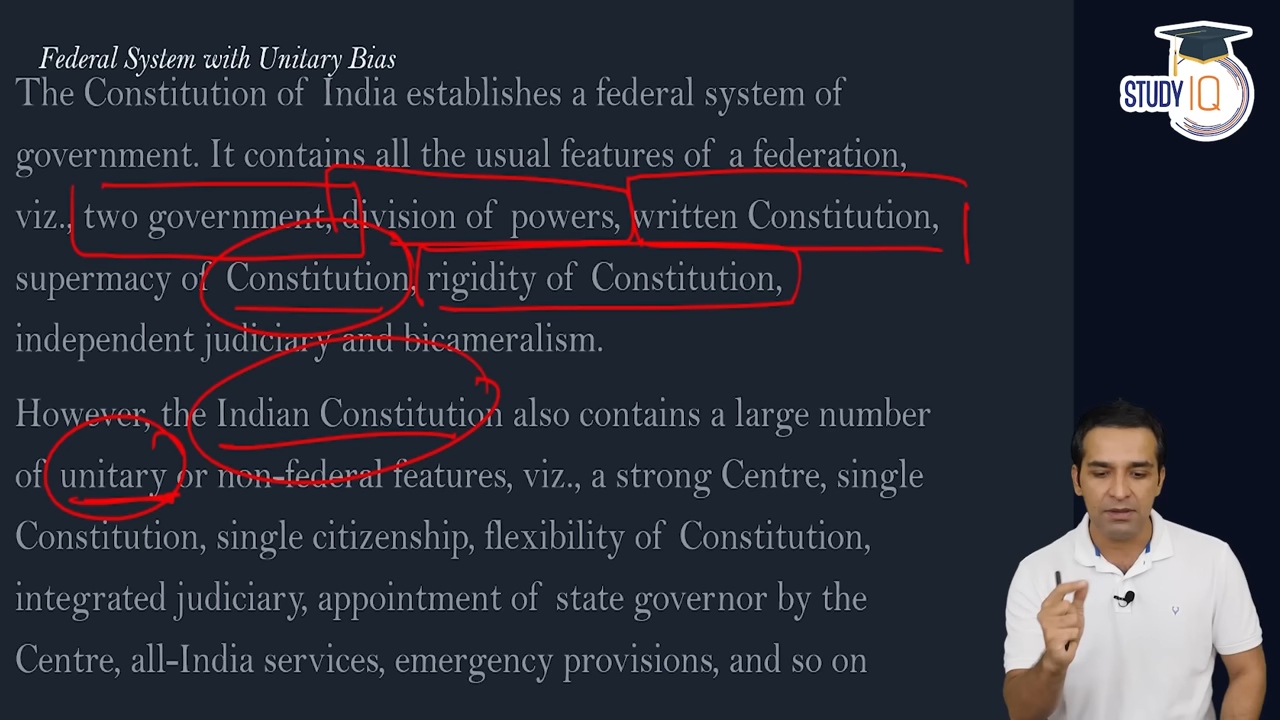 Federal System with Unitary Bias
The Constitution of India establishes a federal system of
government. It contains all the usual features of a federation,
viz., two government, division of powers, written Constitution,
supermacy of Constitution, rigidity of Constitution,
independent judiciary and bicameralism.
However, the Indian Constitution also contains a large number
of unitary or non-federal features, viz., a strong Centre, single
Constitution, single citizenship, flexibility of Constitution,
integrated judiciary, appointment of state governor by the
Centre, all-India services, emergency provisions, and so on
STUDY IQ